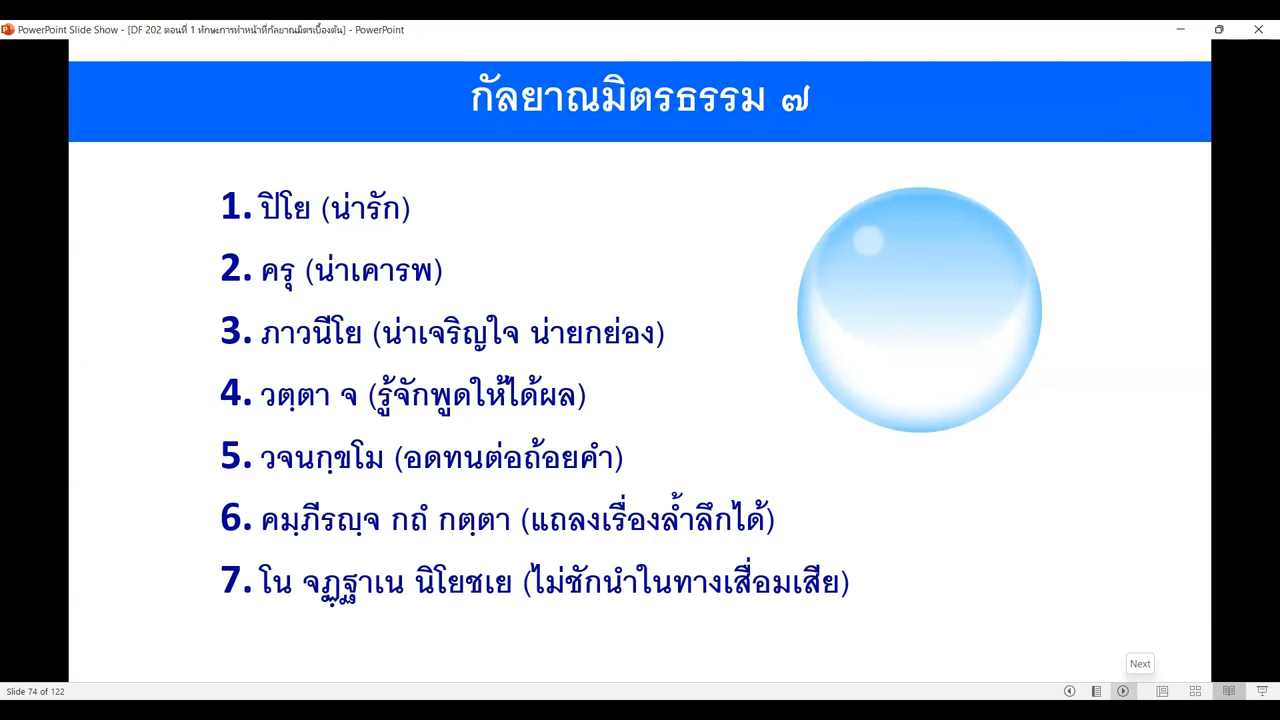 PowerPoint Slide Show - [DF 202 ตอนที่ 1 ทักษะการทำหน้าที่กัลยาณมิตรเบื้องต้น] - PowerPoint
กัลยาณมิตรธรรม ๗
1. ปิโย (น่ารัก)
2. ครุ (น่าเคารพ)
3. ภาวนีโย (น่าเจริญใจ น่ายกย่อง)
4. วตฺตา จ (รู้จักพูดให้ได้ผล)
5. วจนกฺขโม (อดทนต่อถ้อยคำ)
6. คมฺภีรญฺจ กถํ กตฺตา (แถลงเรื่องล้ำลึกได้)
7. โน จฏฺฐาเน นิโยชเย (ไม่ชักนำในทางเสื่อมเสีย)
Next
Slide 74 of 122